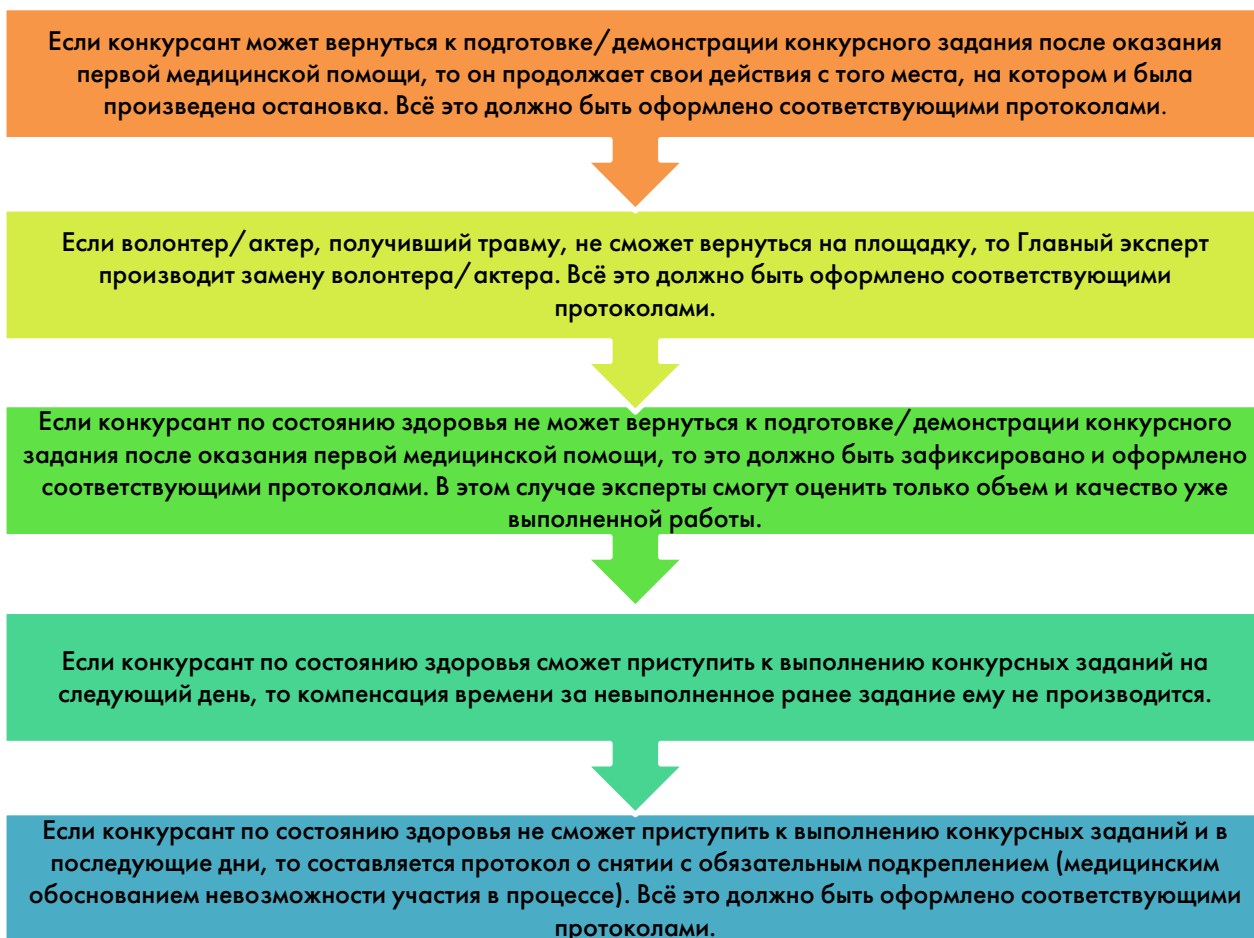 Если конкурсант может вернуться к подготовке/демонстрации конкурсного задания после оказания
первой медицинской помощи, то он продолжает свои действия с того места, на котором и была
произведена остановка. Всё это должно быть оформлено соответствующими протоколами.
Если волонтер/актер, получивший травму, не сможет вернуться на площадку, то Главный эксперт
производит замену волонтера/актера. Всё это должно быть оформлено соответствующими
протоколами.
Если конкурсант по состоянию здоровья не может вернуться к подготовке/демонстрации конкурсного
задания после оказания первой медицинской помощи, то это должно быть зафиксировано и оформлено
соответствующими протоколами. В этом случае эксперты смогут оценить только объем и качество уже
выполненной работы.
Если конкурсант по состоянию здоровья сможет приступить к выполнению конкурсных заданий на
следующий день, то компенсация времени за невыполненное ранее задание ему не производится.
Если конкурсант по состоянию здоровья не сможет приступить к выполнению конкурсных заданий и в
последующие дни, то составляется протокол о снятии с обязательным подкреплением (медицинским
обоснованием невозможности участия в процессе). Всё это должно быть оформлено соответствующими
протоколами.